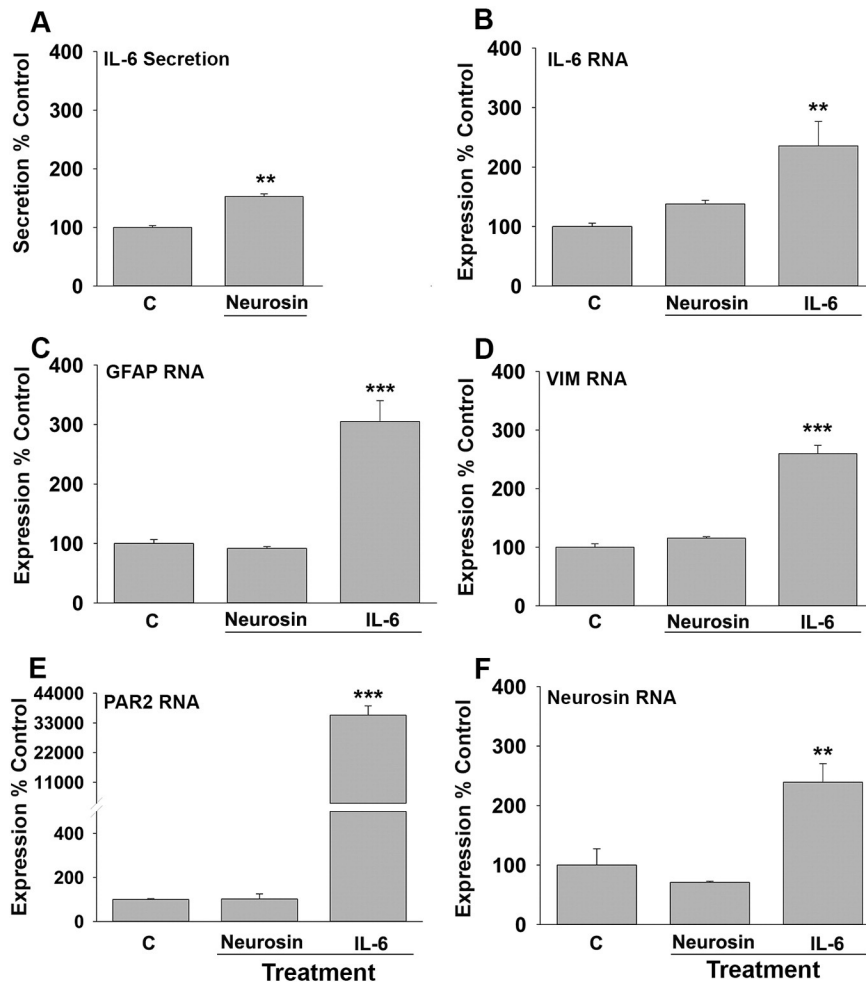 A
IL-6 Secretion
Secretion % Control
400
300
200
100
0
**
C
Neurosin
B
IL-6 RNA
Expression % Control
400
300
200
100
0
**
C
Neurosin
IL-6
C
GFAP RNA
Expression % Control
400
300
200
100
0
***
C
Neurosin
IL-6
D
VIM RNA
Expression % Control
400
300
200
100
0
***
C
Neurosin
IL-6
E
PAR2 RNA
Expression % Control
44000
33000
22000
11000
400
200
0
***
C
Neurosin
IL-6
Treatment
F
Neurosin RNA
Expression % Control
400
300
200
100
0
**
C
Neurosin
IL-6
Treatment